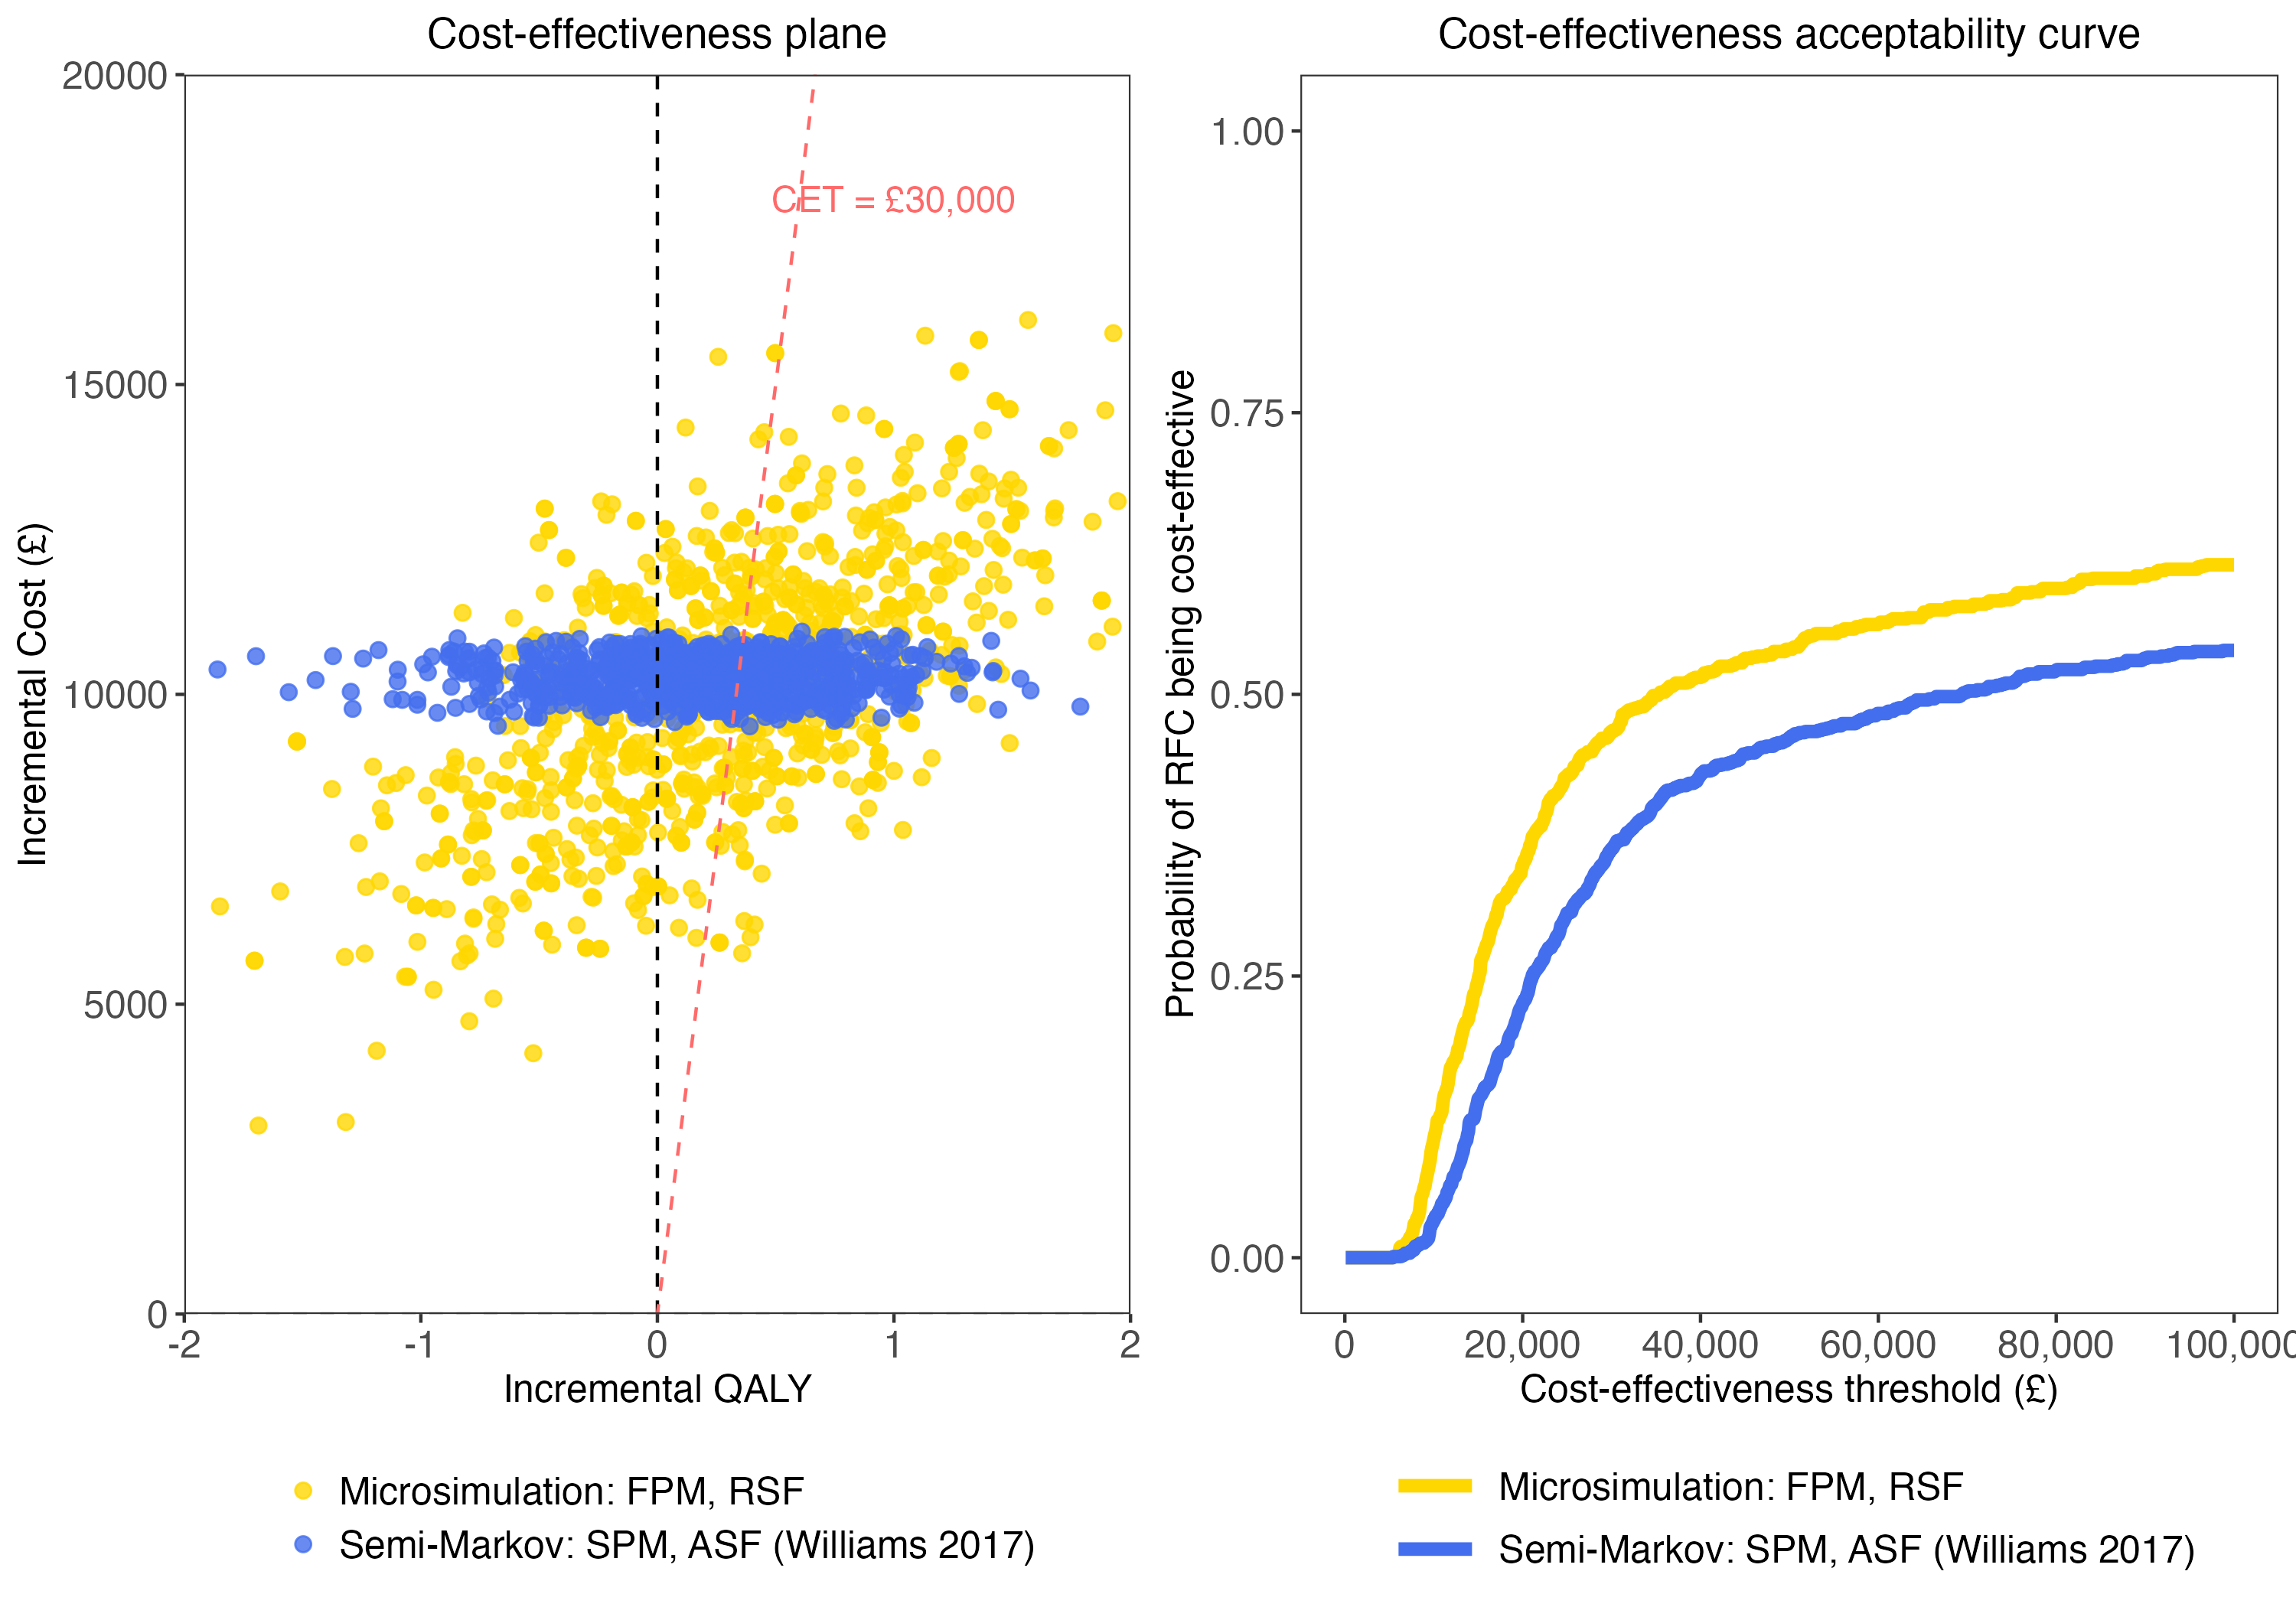 Cost-effectiveness plane
20000
15000
10000
5000
0
Incremental Cost (£)
CET = £30,000
-2 -1 0 1 2
Incremental QALY
Microsimulation: FPM, RSF
Semi-Markov: SPM, ASF (Williams 2017)
Cost-effectiveness acceptability curve
1.00
0.75
0.50
0.25
0.00
Probability of RFC being cost-effective
0 20,000 40,000 60,000 80,000 100,000
Cost-effectiveness threshold (£)
Microsimulation: FPM, RSF
Semi-Markov: SPM, ASF (Williams 2017)